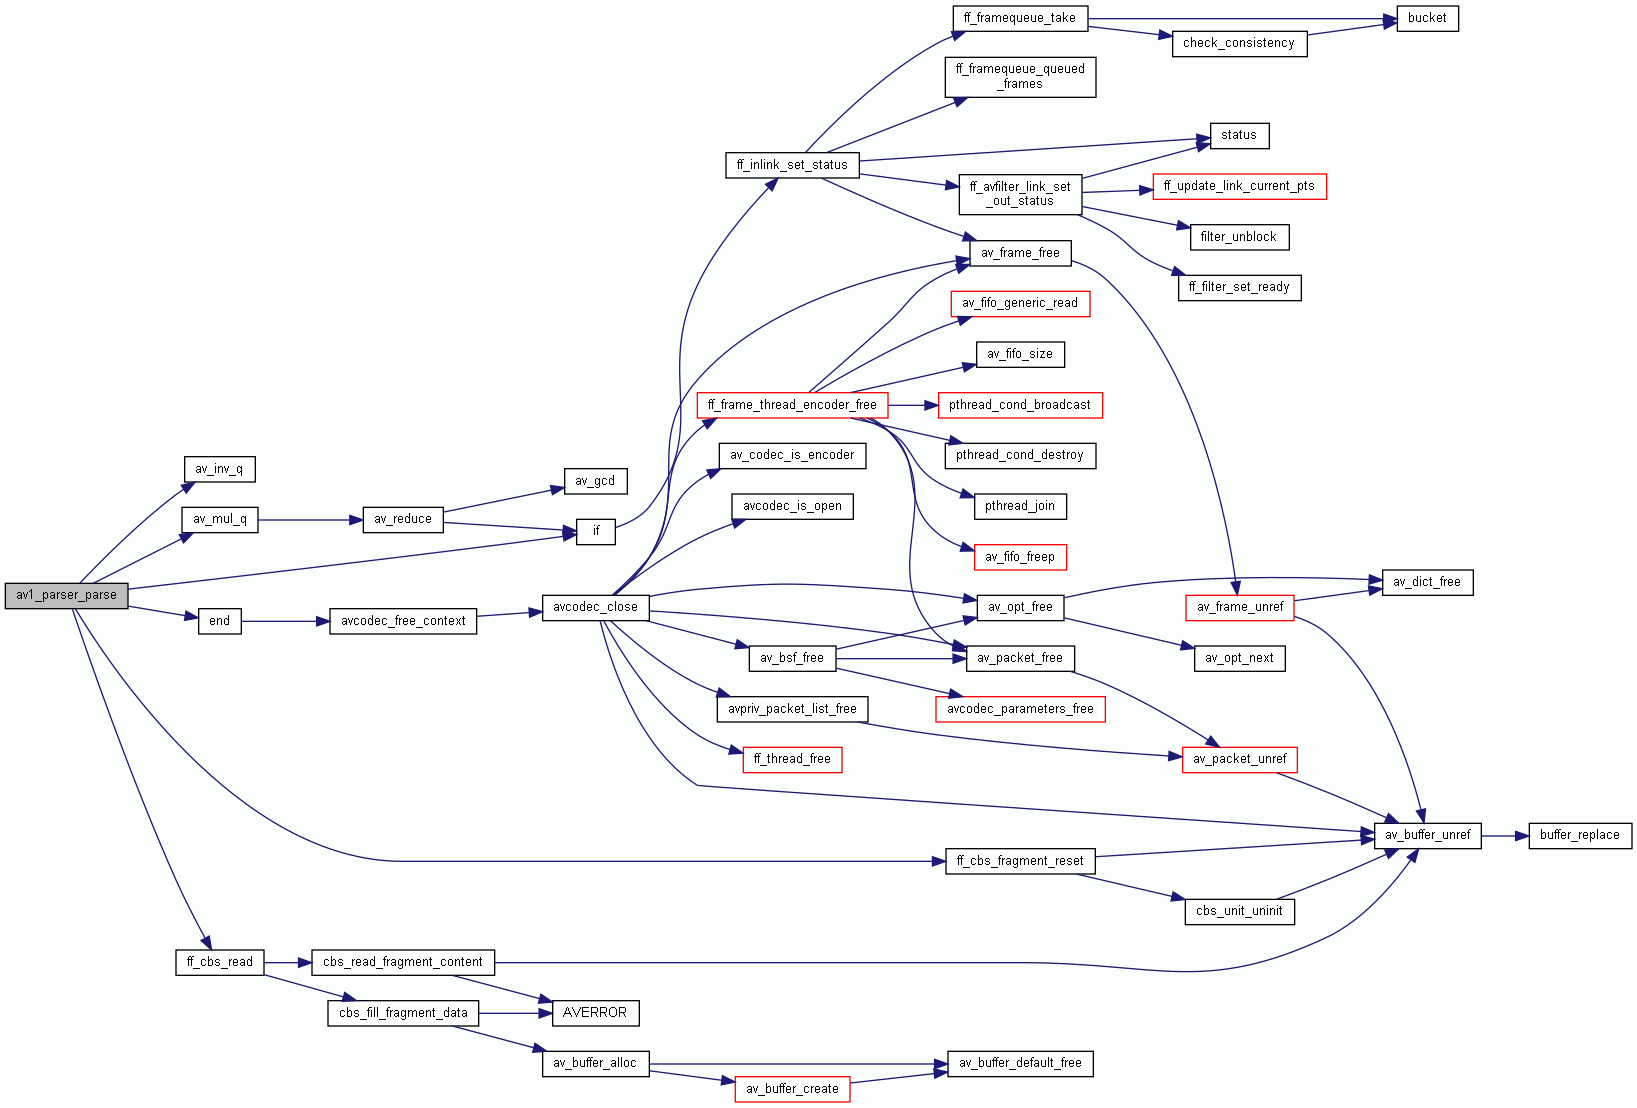 ff_framequeue_take
bucket
check_consistency
ff_framequeue_queued
_frames
status
ff_inlink_set_status
ff_avfilter_link_set
_out_status
ff_update_link_current_pts
filter_unblock
av_frame_free
ff_filter_set_ready
av_fifo_generic_read
av_fifo_size
ff_frame_thread_encoder_free
pthread_cond_broadcast
av_codec_is_encoder
pthread_cond_destroy
av_inv_q
av_gcd
avcodec_is_open
pthread_join
av_mul_q
av_reduce
if
av_fifo_freep
av_dict_free
av1_parser_parse
avcodec_close
av_opt_free
av_frame_unref
end
avcodec_free_context
av_bsf_free
av_packet_free
av_opt_next
avpriv_packet_list_free
avcodec_parameters_free
ff_thread_free
av_packet_unref
av_buffer_unref
buffer_replace
ff_cbs_fragment_reset
cbs_unit_uninit
ff_cbs_read
cbs_read_fragment_content
cbs_fill_fragment_data
AVERROR
av_buffer_alloc
av_buffer_default_free
av_buffer_create